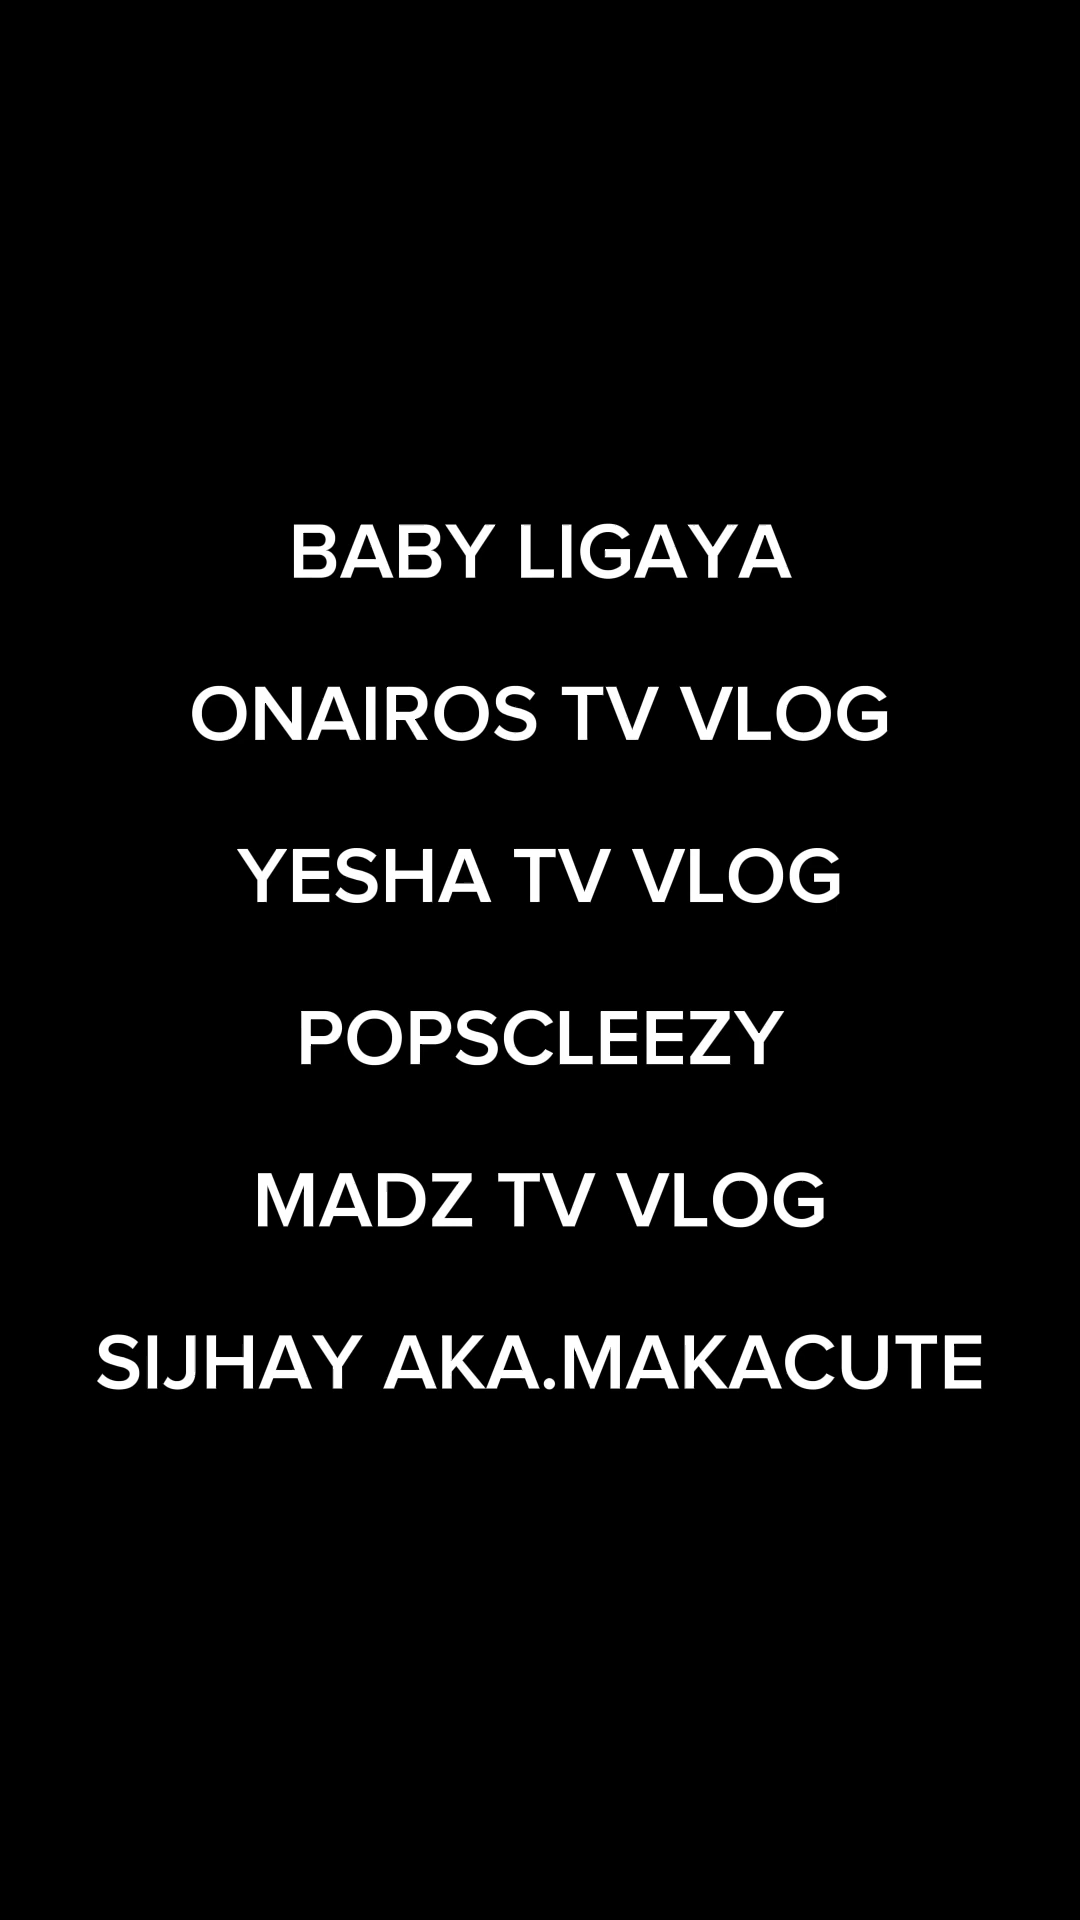 BABY LIGAYA
ONAIROS TV VLOG
YESHA TV VLOG
POPSCLEEZY
MADZ TV VLOG
SIJHAY AKA.MAKACUTE